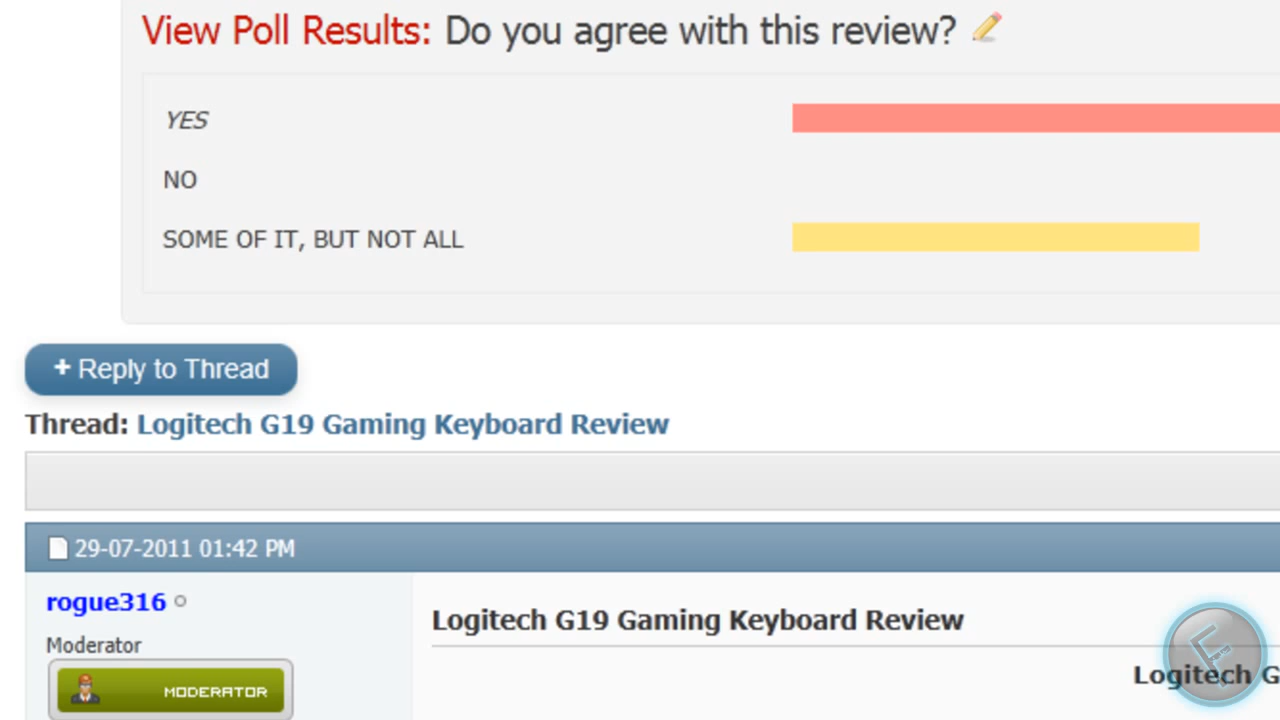 View Poll Results: Do you agree with this review?
YES
NO
SOME OF IT, BUT NOT ALL
+ Reply to Thread
Thread: Logitech G19 Gaming Keyboard Review
29-07-2011 01:42 PM
rogue316
Moderator
MODERATOR
Logitech G19 Gaming Keyboard Review
Logitech G